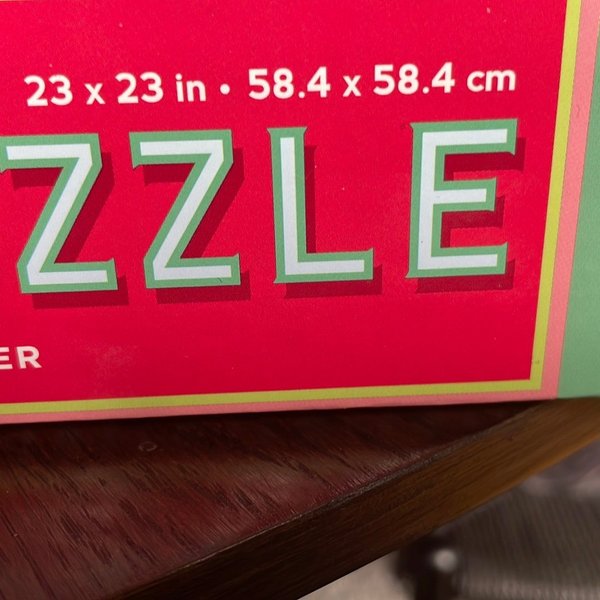 23 x 23 in • 58.4 x 58.4 cm
ZZLE
ER